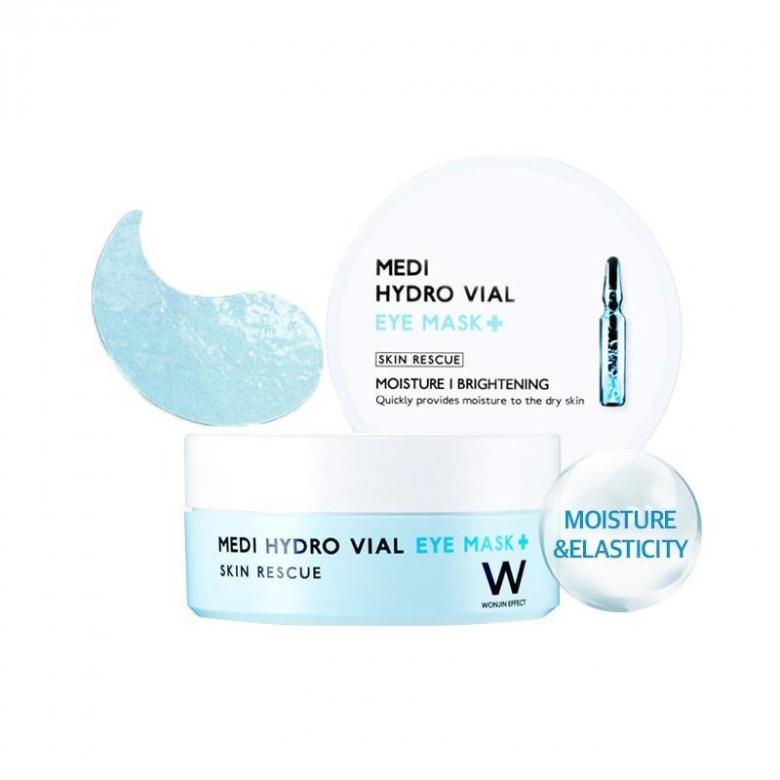 MEDI
HYDRO VIAL
EYE MASK+
SKIN RESCUE
MOISTURE I BRIGHTENING
Quickly provides moisture to the dry skin
MEDI HYDRO VIAL EYE MASK+
SKIN RESCUE
W
WONJIN EFFECT
MOISTURE
&ELASTICITY